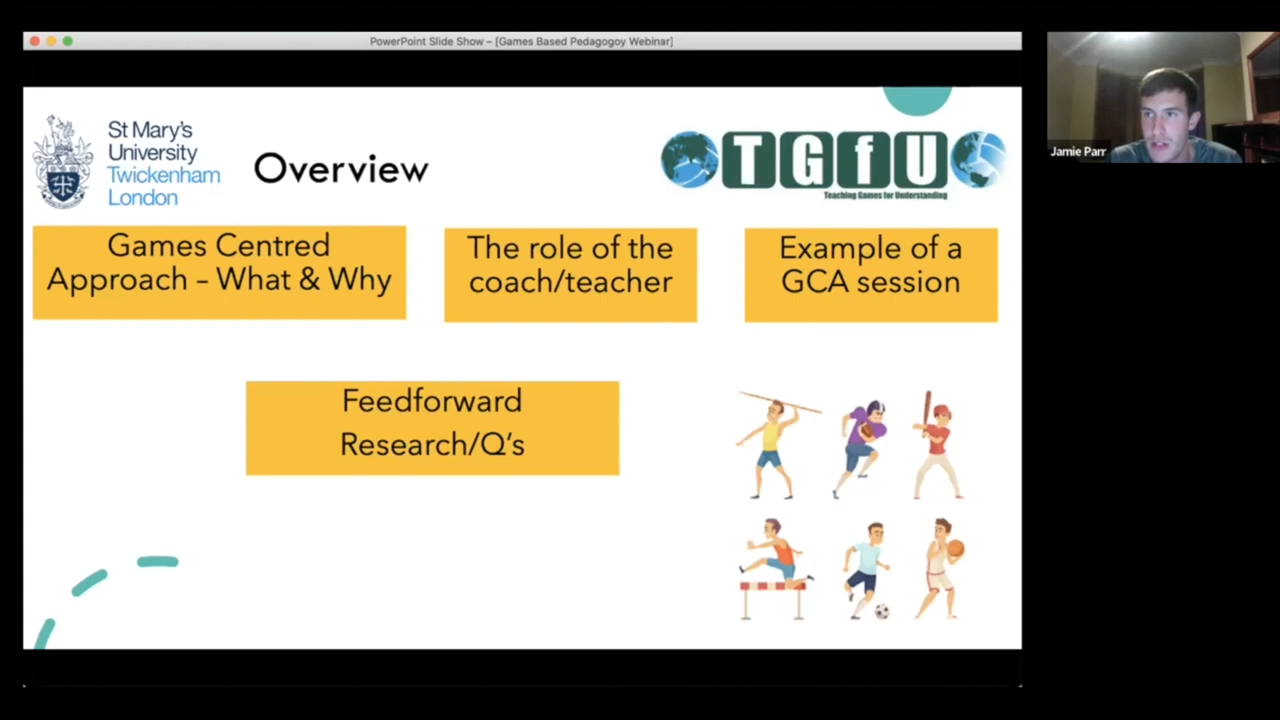 PowerPoint Slide Show – [Games Based Pedagogoy Webinar]
St Mary's
University
Twickenham
London
Overview
TGfU
Teaching Games for Understanding
Games Centred
Approach – What & Why
The role of the
coach/teacher
Example of a
GCA session
Feedforward
Research/Q's
Jamie Parr